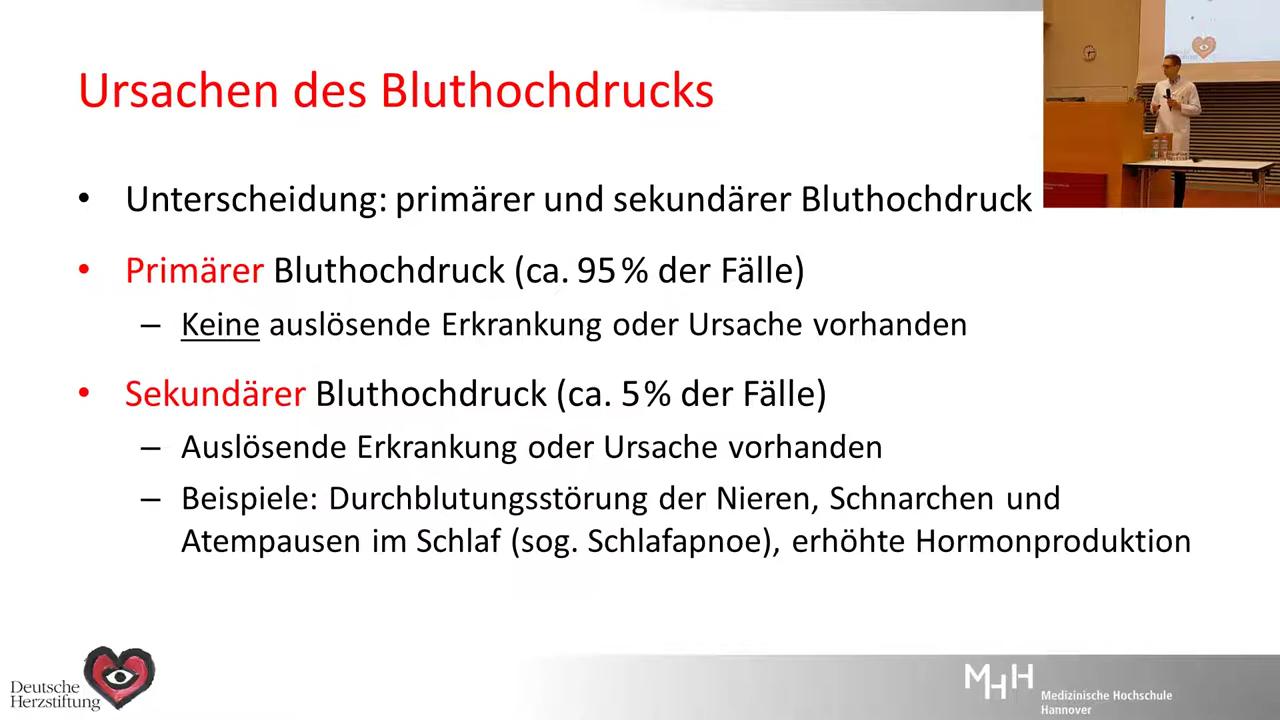 Ursachen des Bluthochdrucks
• Unterscheidung: primärer und sekundärer Bluthochdruck
• Primärer Bluthochdruck (ca. 95% der Fälle)
– Keine auslösende Erkrankung oder Ursache vorhanden
• Sekundärer Bluthochdruck (ca. 5% der Fälle)
– Auslösende Erkrankung oder Ursache vorhanden
– Beispiele: Durchblutungsstörung der Nieren, Schnarchen und
Atempausen im Schlaf (sog. Schlafapnoe), erhöhte Hormonproduktion
Deutsche
Herzstiftung
MHH
Medizinische Hochschule
Hannover